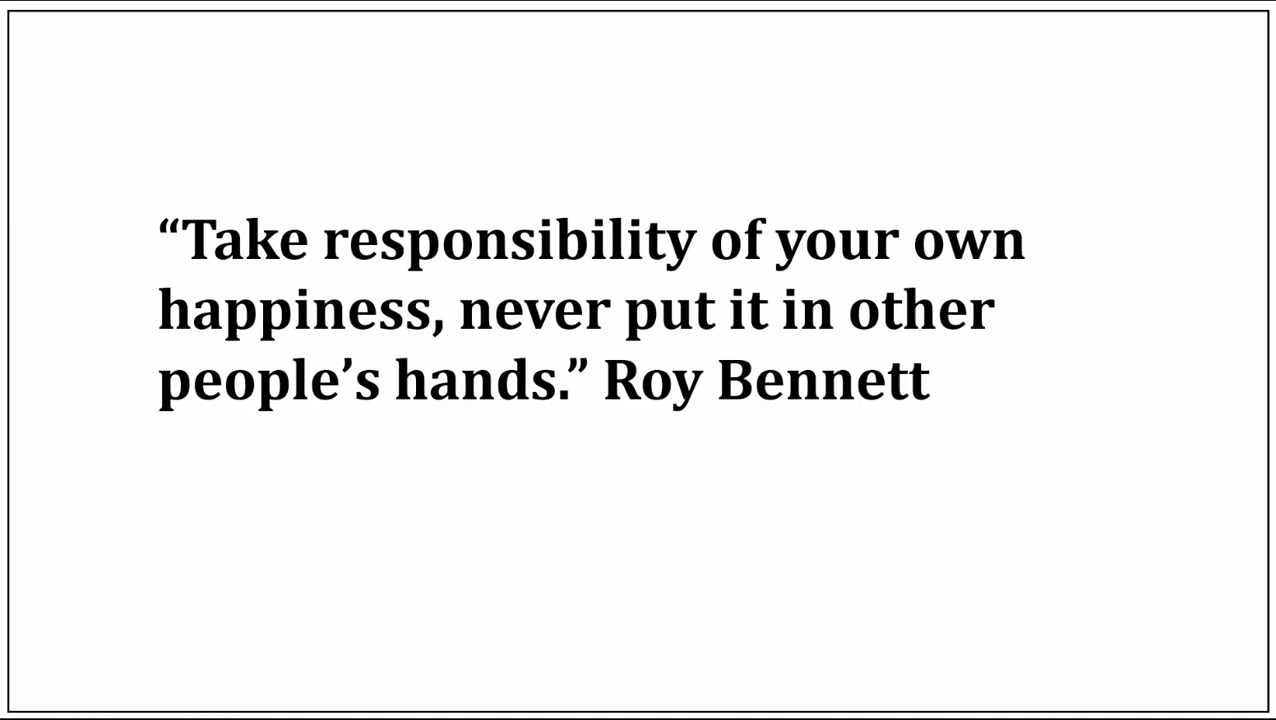 “Take responsibility of your own
happiness, never put it in other
people’s hands.” Roy Bennett